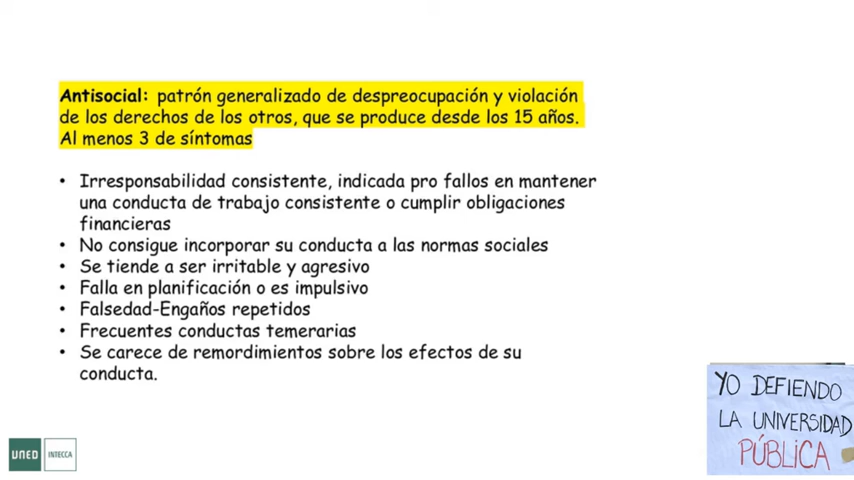 Antisocial: patrón generalizado de despreocupación y violación
de los derechos de los otros, que se produce desde los 15 años.
Al menos 3 de síntomas
• Irresponsabilidad consistente, indicada pro fallos en mantener
una conducta de trabajo consistente o cumplir obligaciones
financieras
• No consigue incorporar su conducta a las normas sociales
• Se tiende a ser irritable y agresivo
• Falla en planificación o es impulsivo
• Falsedad-Engaños repetidos
• Frecuentes conductas temerarias
• Se carece de remordimientos sobre los efectos de su
conducta.
YO DEFIENDO
LA UNIVERSIDAD
PÚBLICA
UNED INTECCA